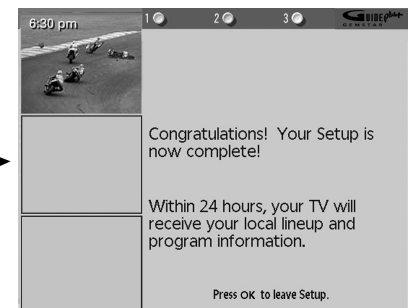 6:30 pm
1 2 3 GUIDE Plus+
GEMSTAR
Congratulations! Your Setup is
now complete!
Within 24 hours, your TV will
receive your local lineup and
program information.
Press OK to leave Setup.